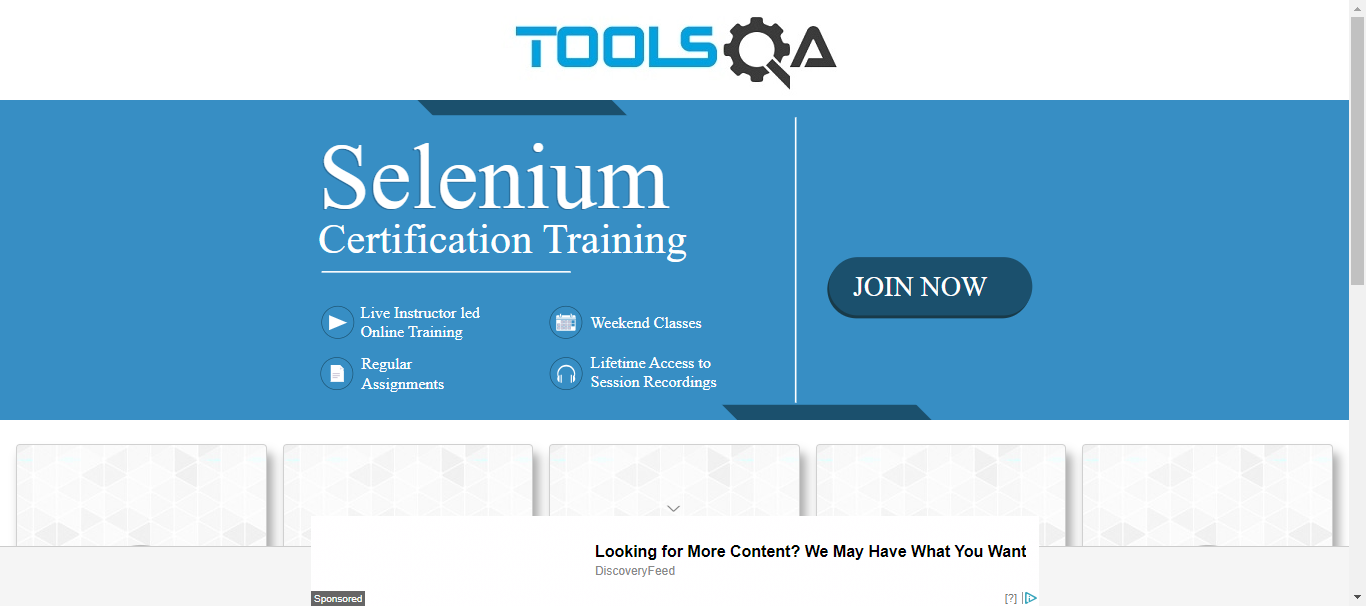 TOOLSQA
Selenium
Certification Training
JOIN NOW
Live Instructor led
Online Training
Weekend Classes
Regular
Assignments
Lifetime Access to
Session Recordings
Looking for More Content? We May Have What You Want
DiscoveryFeed
Sponsored
[?]